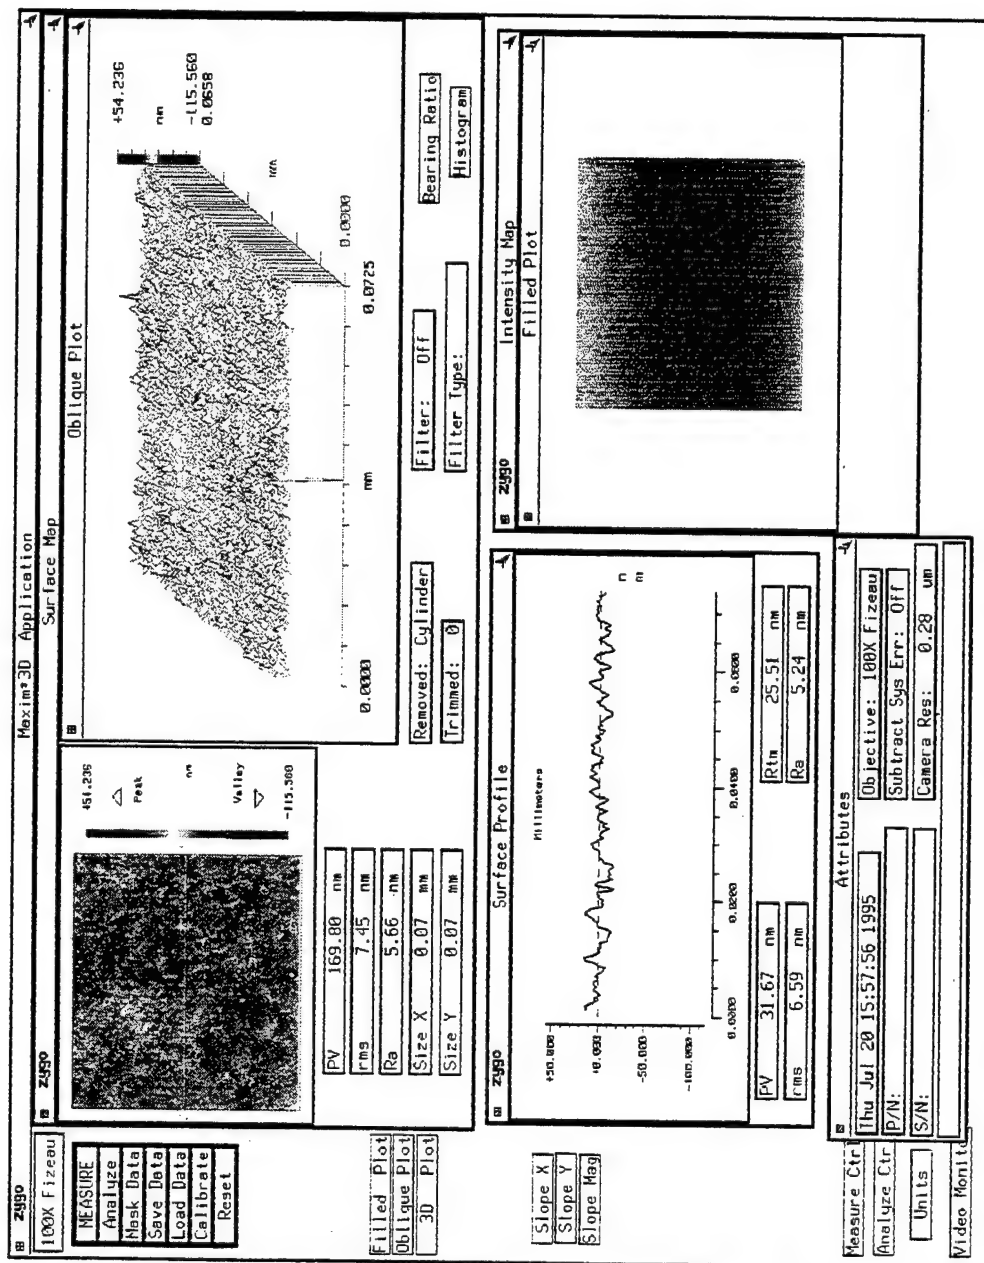 zygo
Maxim•3D Application
100X Fizeau
MEASURE
Analyze
Mask Data
Save Data
Load Data
Calibrate
Reset
Filled Plot
Oblique Plot
3D Plot
Slope X
Slope Y
Slope Mag
Measure Ctrl
Analyze Ctr
Units
Video Monito
zygo
Surface Map
+54.236
Peak
nm
Valley
-115.560
PV 169.80 nm
rms 7.45 nm
Ra 5.66 nm
Size X 0.07 mm
Size Y 0.07 mm
Oblique Plot
+54.236
nm
-115.560
0.0658
mm
0.0000
0.0725
mm
0.0000
Removed: Cylinder
Trimmed: 0
Filter: Off
Filter Type:
Bearing Ratio
Histogram
zygo
Surface Profile
Millimeters
+50.000
+0.000
-50.000
-100.000
n
m
0.0000
0.0200
0.0400
0.0600
PV 31.67 nm
rms 6.59 nm
Rtm 25.51 nm
Ra 5.24 nm
zygo
Intensity Map
Filled Plot
Attributes
Thu Jul 20 15:57:56 1995
P/N:
S/N:
Objective: 100X Fizeau
Subtract Sys Err: Off
Camera Res: 0.28 um